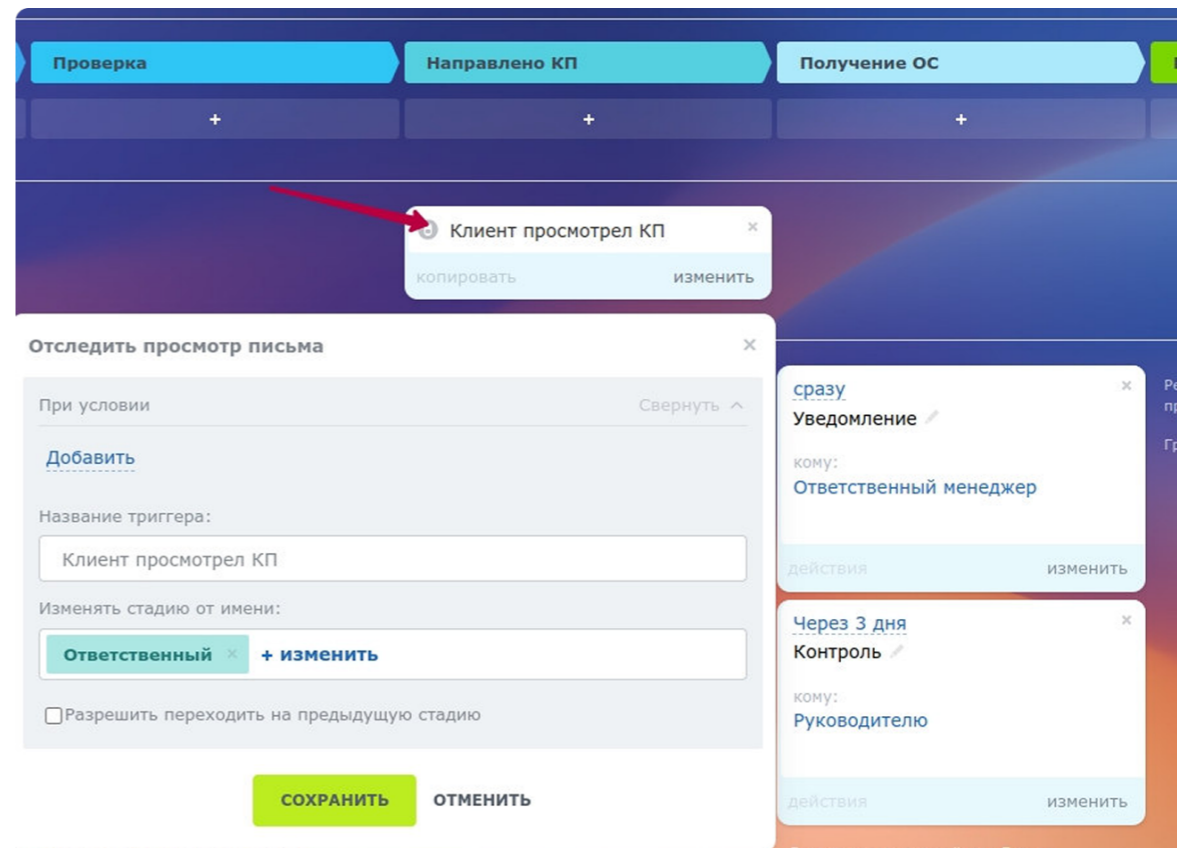 Проверка
Направлено КП
Получение ОС
+
+
+
Клиент просмотрел КП ×
копировать изменить
Отследить просмотр письма ×
При условии Свернуть
Добавить
Название триггера:
Клиент просмотрел КП
Изменять стадию от имени:
Ответственный × + изменить
Разрешить переходить на предыдущую стадию
СОХРАНИТЬ ОТМЕНИТЬ
сразу ×
Уведомление
кому:
Ответственный менеджер
действия изменить
Через 3 дня ×
Контроль
кому:
Руководителю
действия изменить